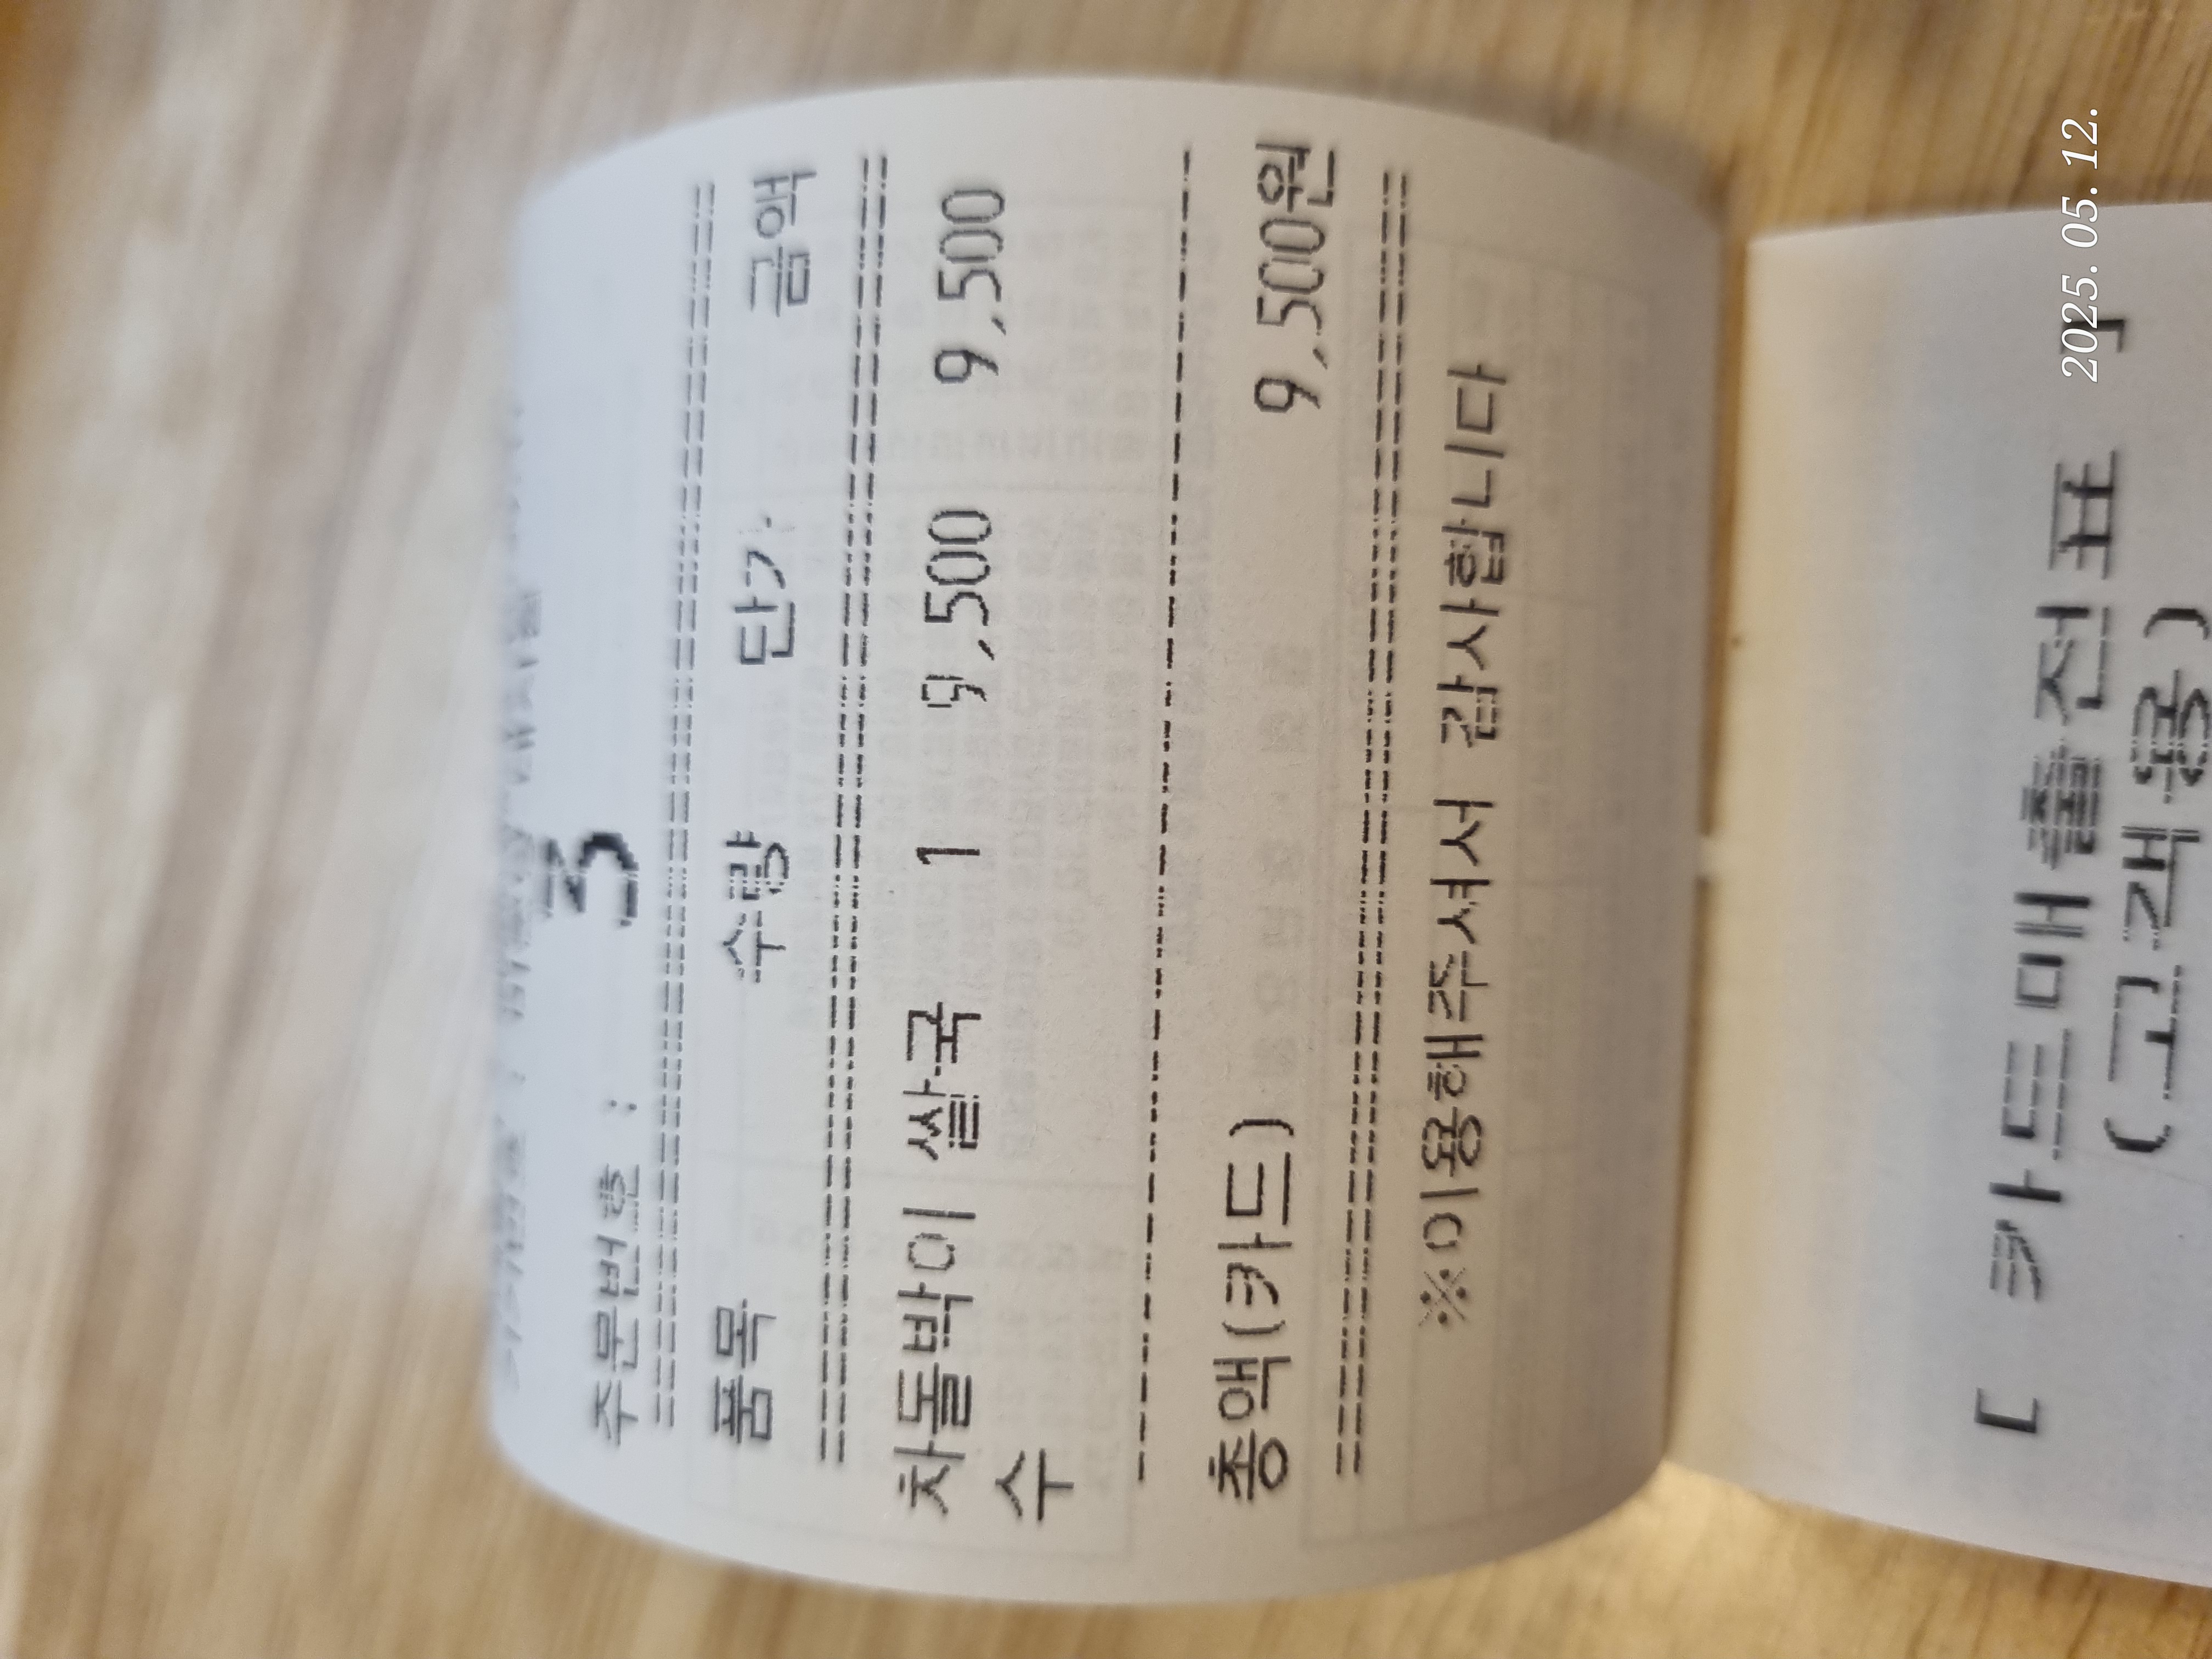 주문번호 : 3
품목 수량 단가 금액
차돌박이 쌀국 1 9,500 9,500
수
총액(카드) 9,500원
※이용해주셔서 감사합니다
[ 카드매출전표 ]
(고객용)
2025. 05. 12.